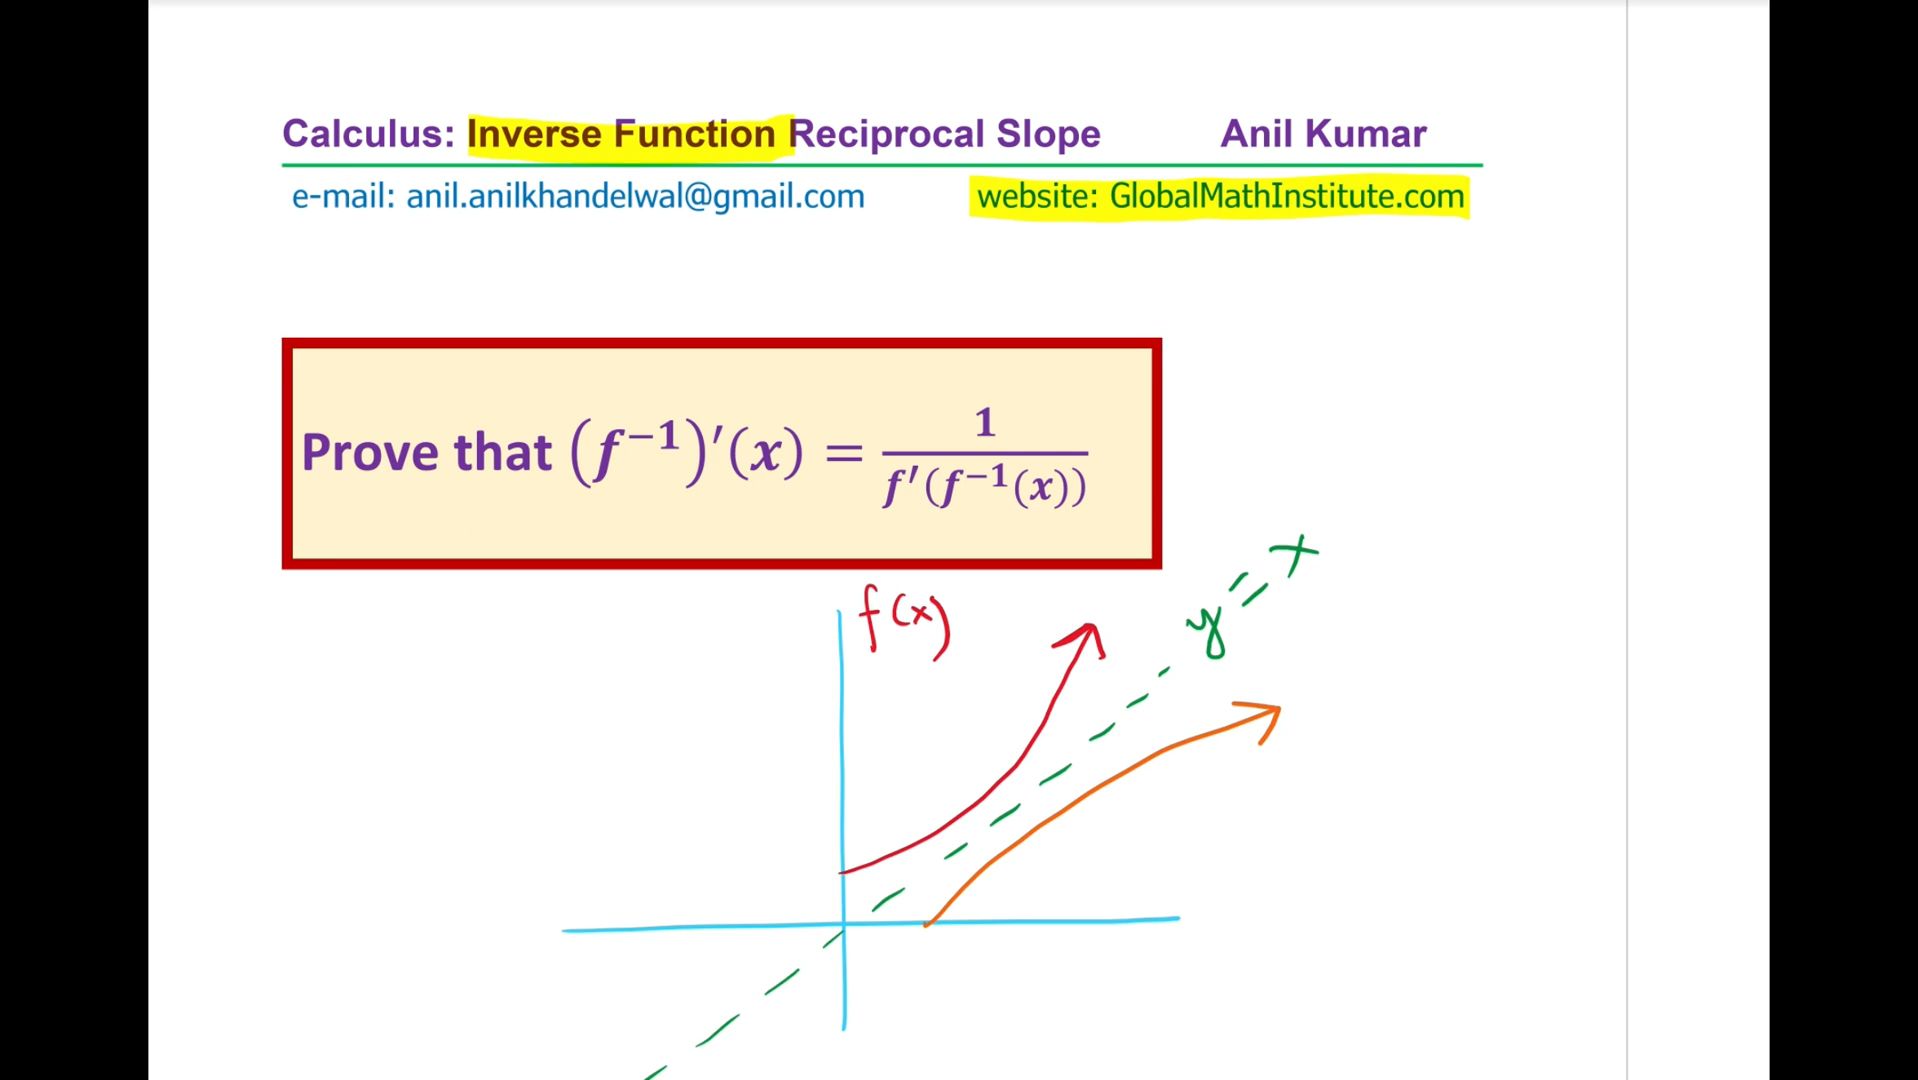 Calculus: Inverse Function Reciprocal Slope Anil Kumar
e-mail: anil.anilkhandelwal@gmail.com website: GlobalMathInstitute.com
Prove that (f⁻¹)′(x) = 1 / f′(f⁻¹(x))
f(x)
y = x